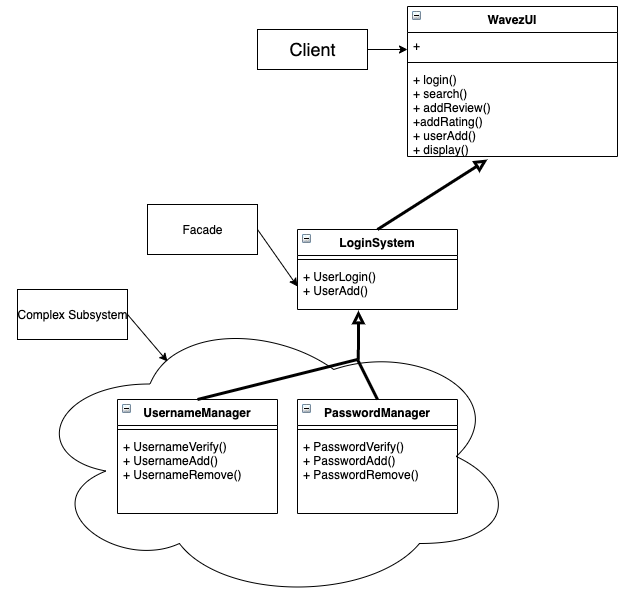 WavezUI
Client
+
+ login()
+ search()
+ addReview()
+addRating()
+ userAdd()
+ display()
Facade
LoginSystem
+ UserLogin()
+ UserAdd()
Complex Subsystem
UsernameManager
+ UsernameVerify()
+ UsernameAdd()
+ UsernameRemove()
PasswordManager
+ PasswordVerify()
+ PasswordAdd()
+ PasswordRemove()